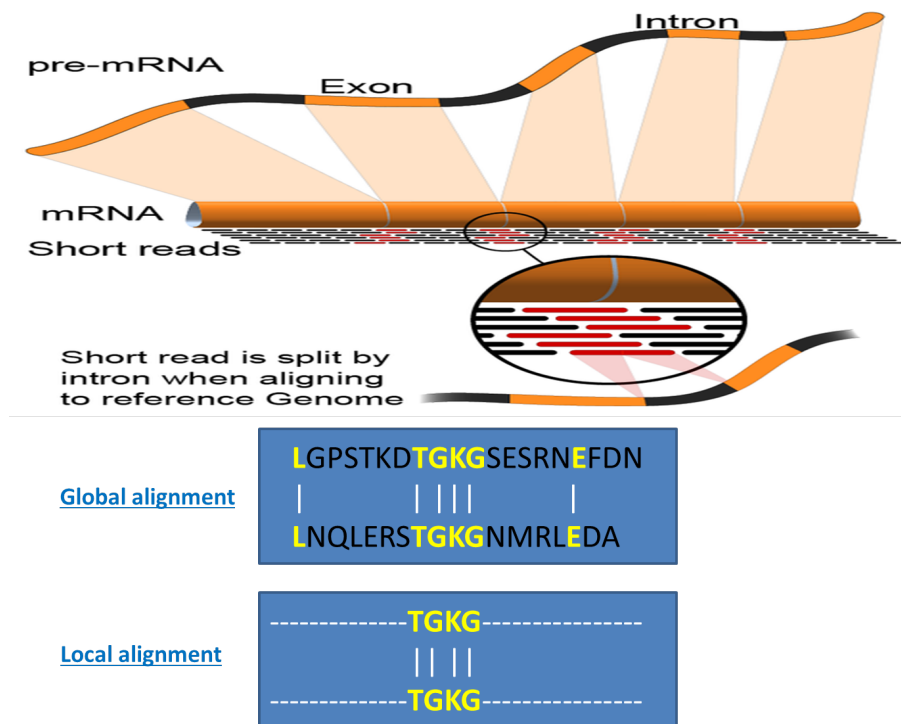 Intron
pre-mRNA
Exon
mRNA
Short reads
Short read is split by
intron when aligning
to reference Genome
Global alignment
LGPSTKDTGKGSESRNEFDN
| | | | | |
LNQLERSTGKGNMRLEDA
Local alignment
--------------TGKG----------------
| | | |
--------------TGKG----------------